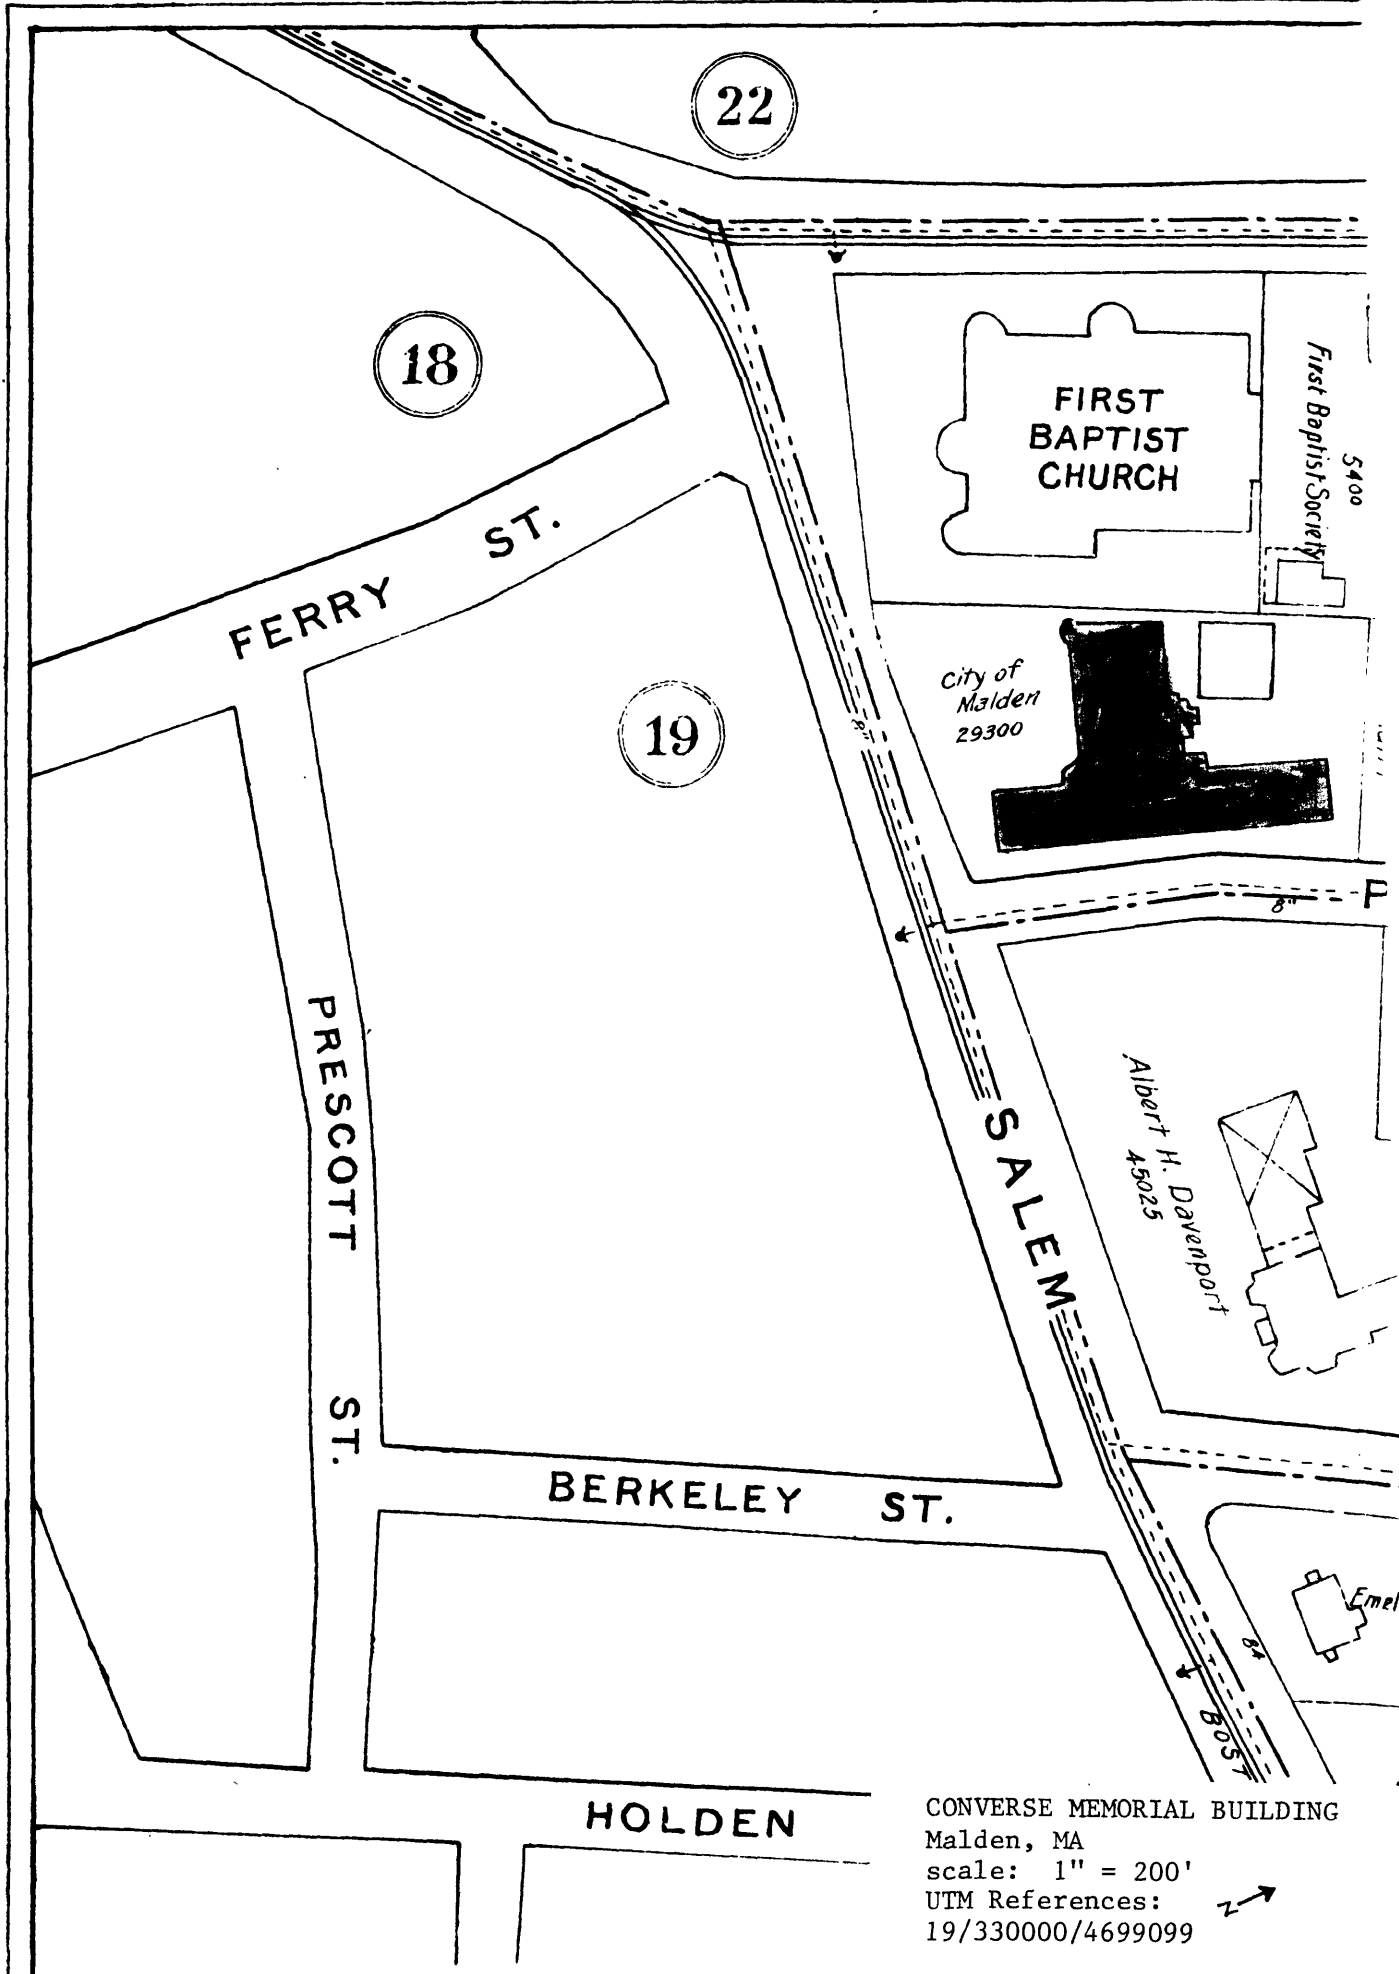 22
18
FIRST
BAPTIST
CHURCH
First Baptist Society
5400
FERRY ST.
City of
Malden
29300
19
8"
8"
P
PRESCOTT ST.
SALEM
Albert H. Davenport
45025
BERKELEY ST.
Emel
84
BOST
HOLDEN
CONVERSE MEMORIAL BUILDING
Malden, MA
scale: 1" = 200'
UTM References:
19/330000/4699099
N